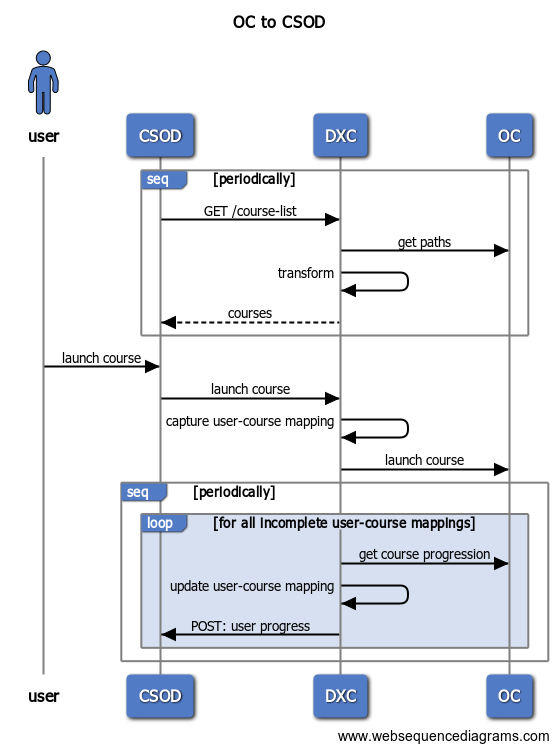 OC to CSOD
user
CSOD
DXC
OC
seq
[periodically]
GET /course-list
get paths
transform
courses
launch course
launch course
capture user-course mapping
launch course
seq
[periodically]
loop
[for all incomplete user-course mappings]
get course progression
update user-course mapping
POST: user progress
user
CSOD
DXC
OC
www.websequencediagrams.com